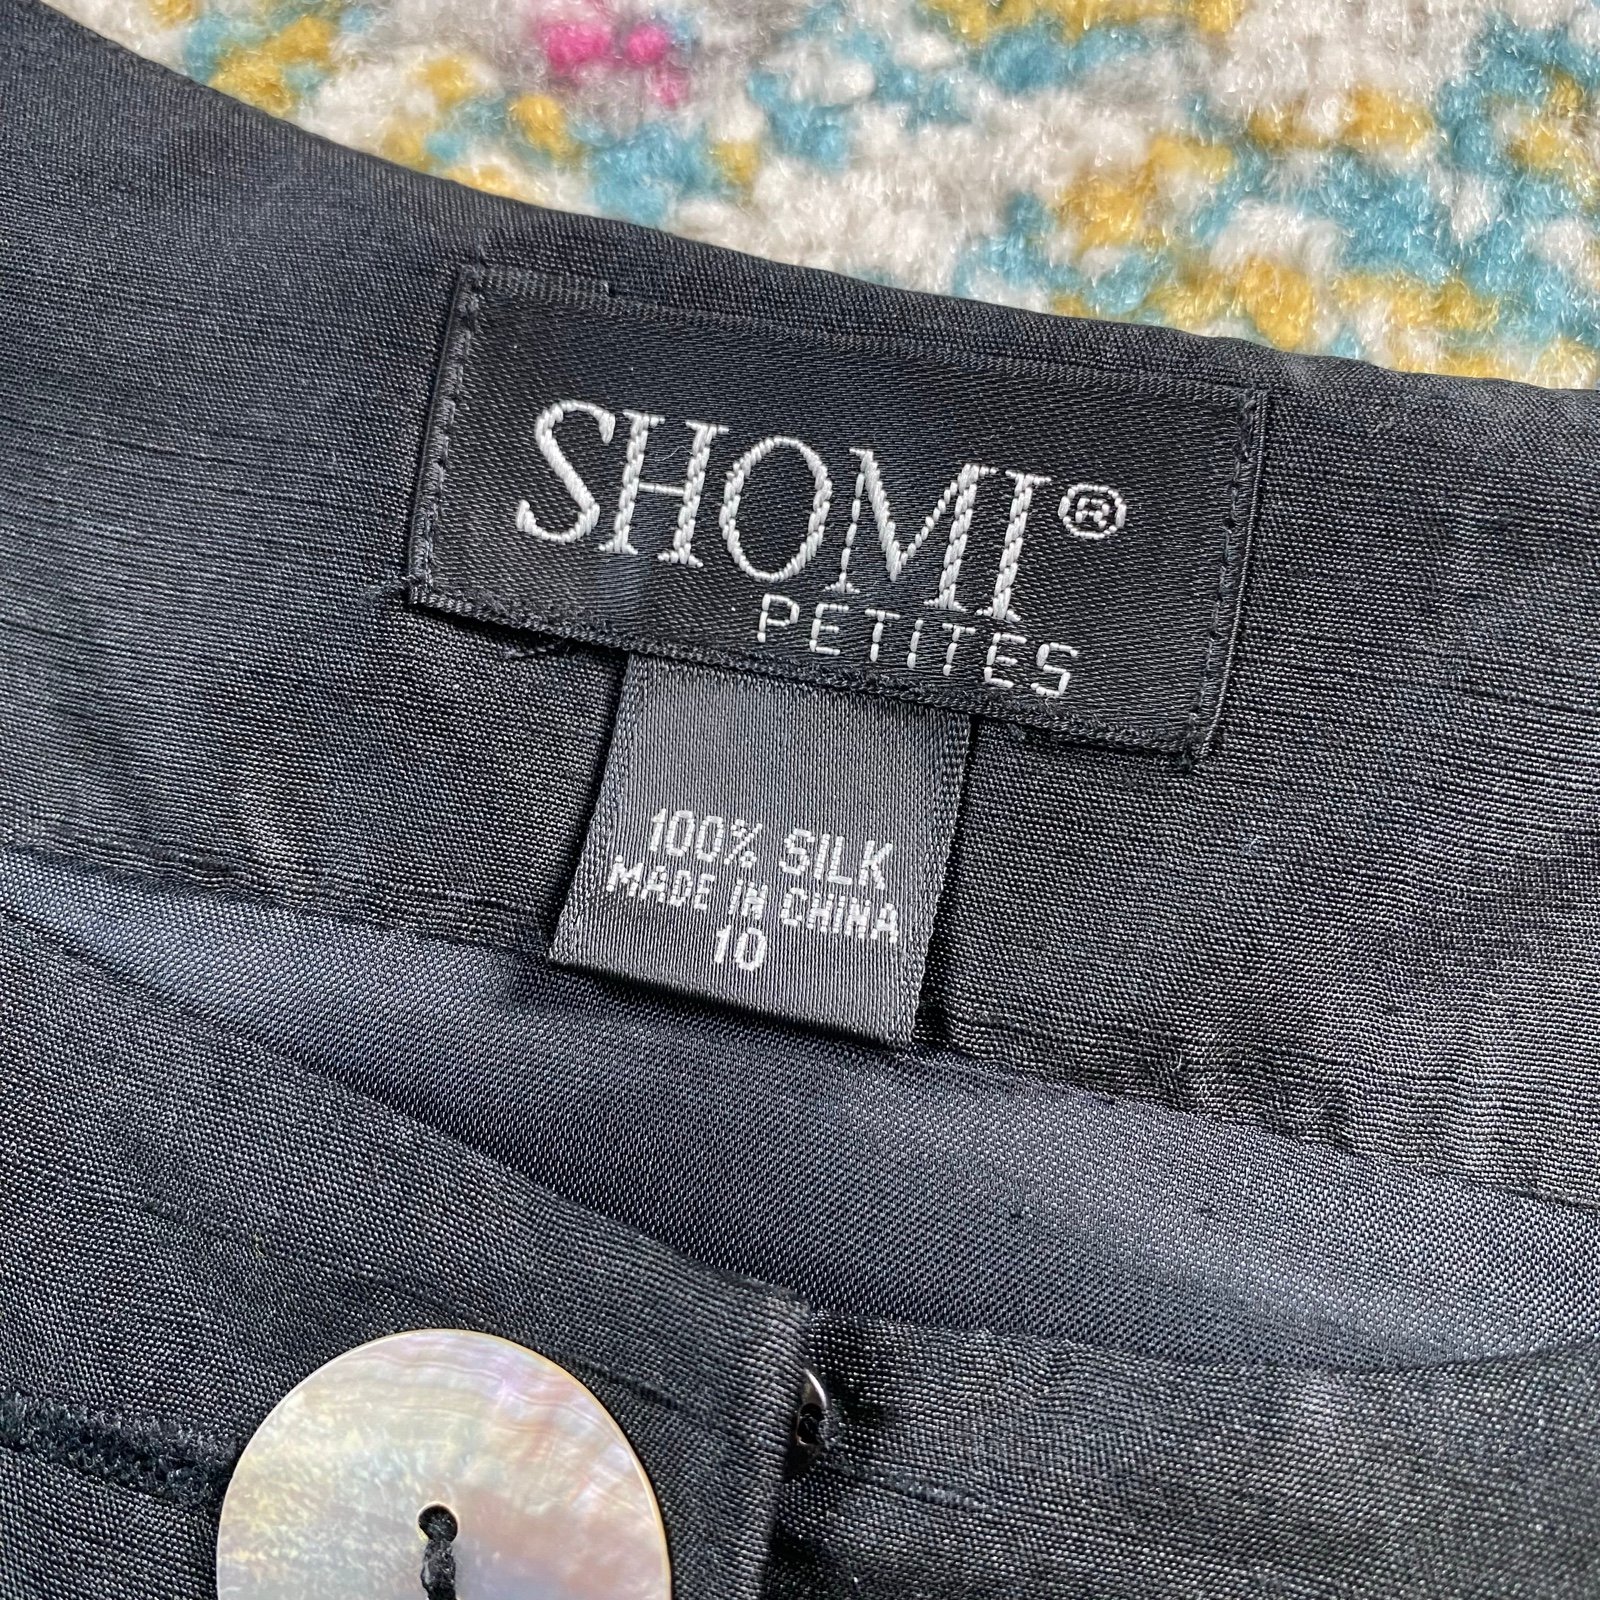 SHOMI®
PETITES
100% SILK
MADE IN CHINA
10